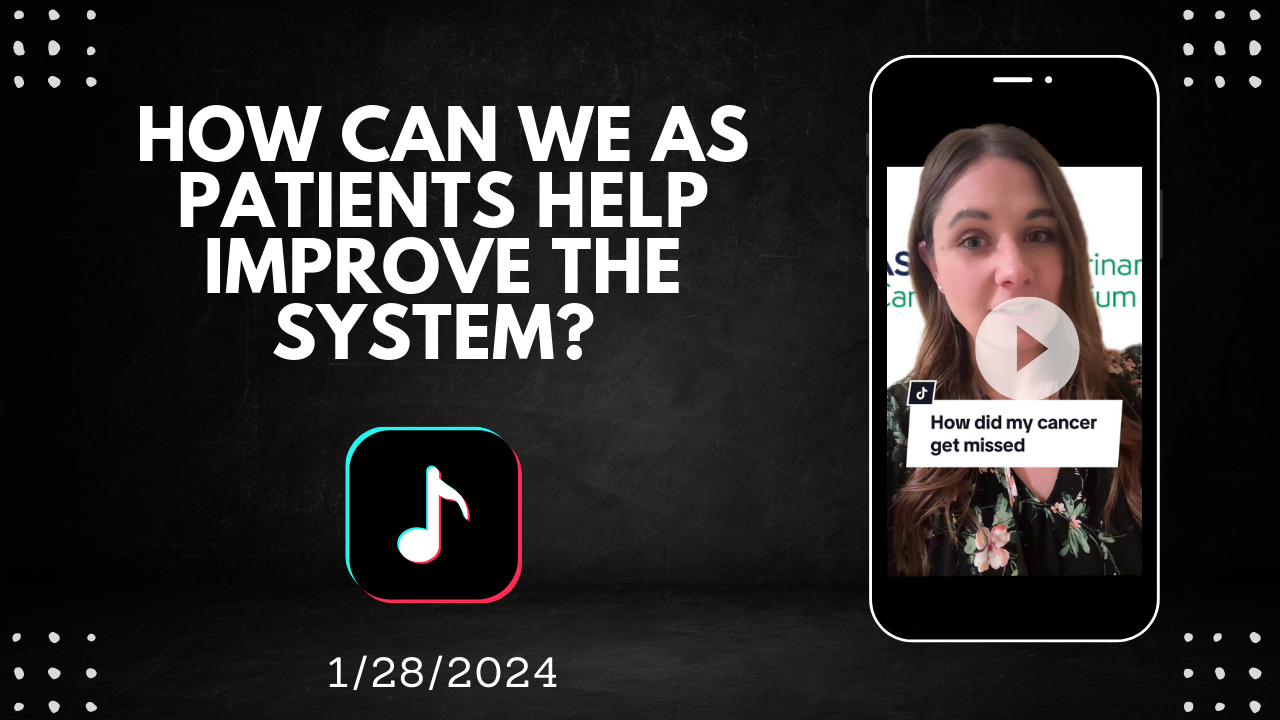 HOW CAN WE AS
PATIENTS HELP
IMPROVE THE
SYSTEM?
1/28/2024
How did my cancer
get missed